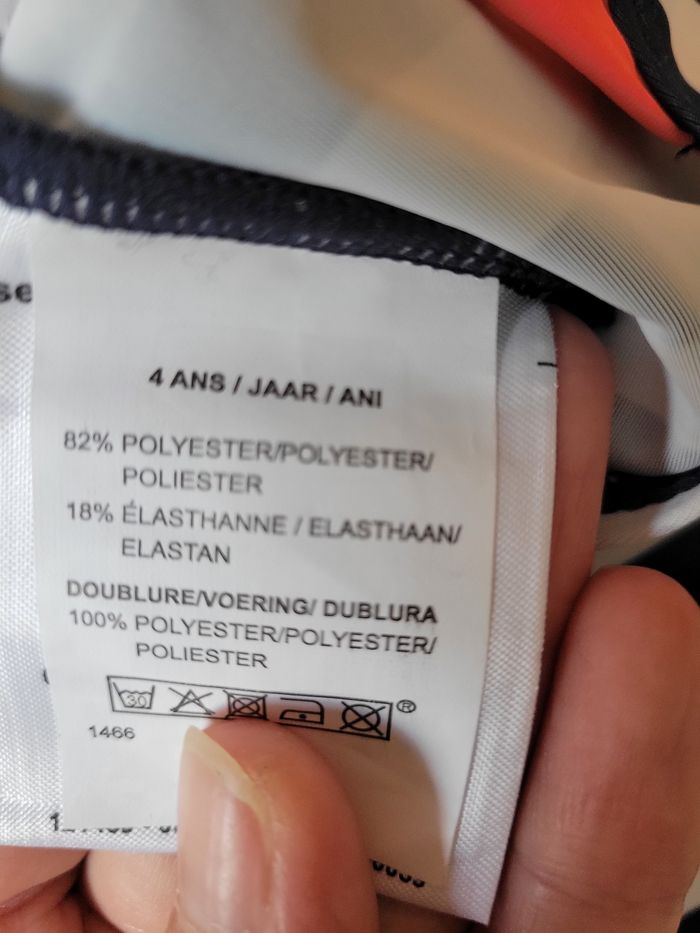 4 ANS / JAAR / ANI
82% POLYESTER/POLYESTER/
POLIESTER
18% ÉLASTHANNE / ELASTHAAN/
ELASTAN
DOUBLURE/VOERING/ DUBLURA
100% POLYESTER/POLYESTER/
POLIESTER
30 ®
1466